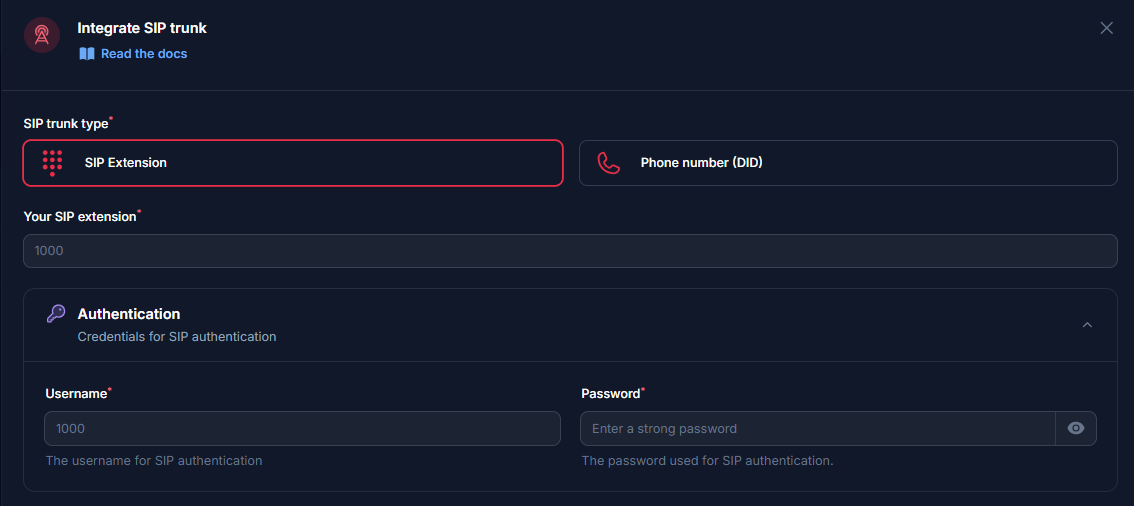 Integrate SIP trunk
Read the docs
SIP trunk type*
SIP Extension
Phone number (DID)
Your SIP extension*
1000
Authentication
Credentials for SIP authentication
Username*
Password*
1000
Enter a strong password
The username for SIP authentication
The password used for SIP authentication.